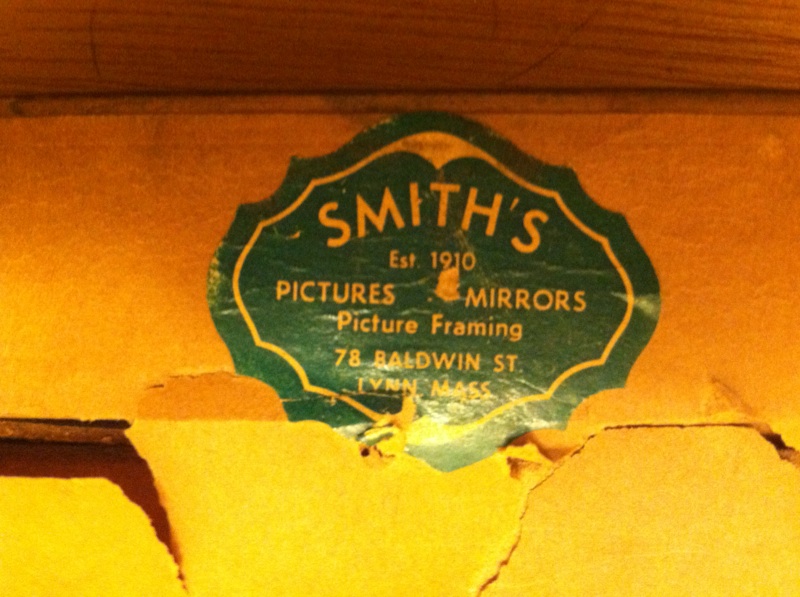 SMITH'S
Est. 1910
PICTURES MIRRORS
Picture Framing
78 BALDWIN ST.
LYNN MASS